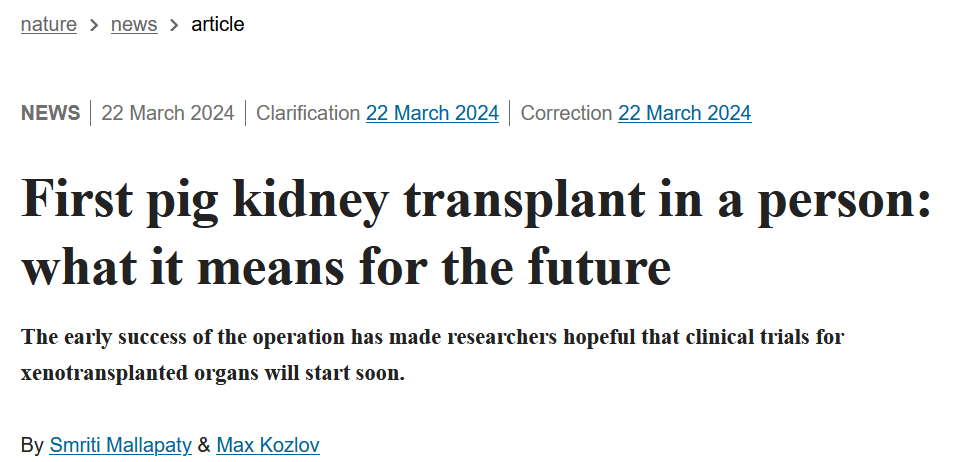 nature > news > article
NEWS | 22 March 2024 | Clarification 22 March 2024 | Correction 22 March 2024
First pig kidney transplant in a person:
what it means for the future
The early success of the operation has made researchers hopeful that clinical trials for
xenotransplanted organs will start soon.
By Smriti Mallapaty & Max Kozlov